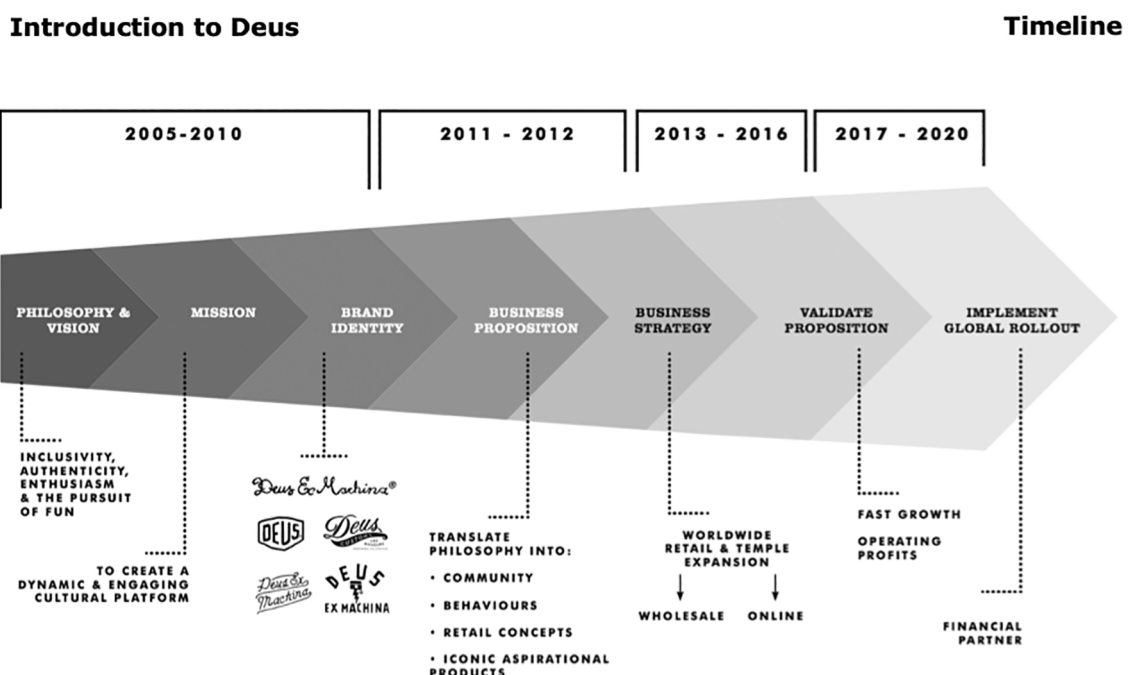 Introduction to Deus
Timeline
2005-2010
2011 - 2012
2013 - 2016
2017 - 2020
PHILOSOPHY &
VISION
MISSION
BRAND
IDENTITY
BUSINESS
PROPOSITION
BUSINESS
STRATEGY
VALIDATE
PROPOSITION
IMPLEMENT
GLOBAL ROLLOUT
INCLUSIVITY,
AUTHENTICITY,
ENTHUSIASM
& THE PURSUIT
OF FUN
TO CREATE A
DYNAMIC & ENGAGING
CULTURAL PLATFORM
Deus Ex Machina®
DEUS
Deus
CUSTOMS
Deus Ex
Machina
DEUS
EX MACHINA
TRANSLATE
PHILOSOPHY INTO:
• COMMUNITY
• BEHAVIOURS
• RETAIL CONCEPTS
• ICONIC ASPIRATIONAL
PRODUCTS
WORLDWIDE
RETAIL & TEMPLE
EXPANSION
WHOLESALE
ONLINE
FAST GROWTH
OPERATING
PROFITS
FINANCIAL
PARTNER